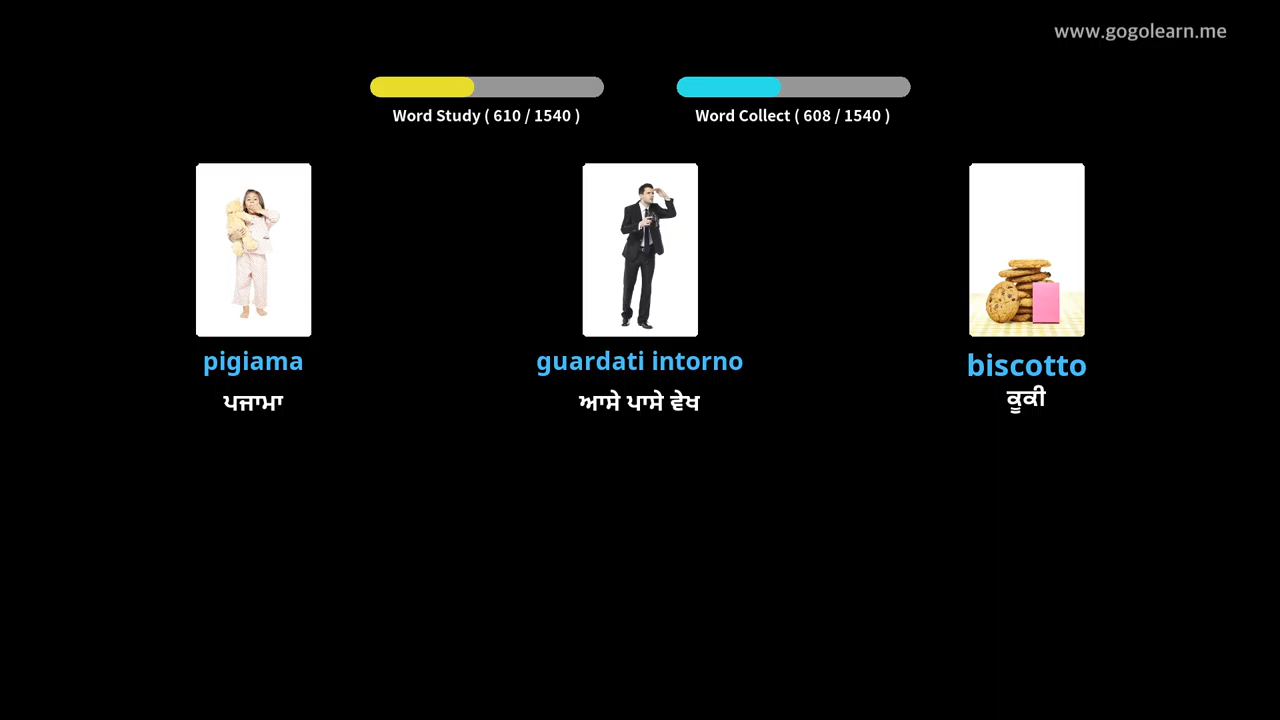 www.gogolearn.me
Word Study ( 610 / 1540 )
Word Collect ( 608 / 1540 )
pigiama
ਪਜਾਮਾ
guardati intorno
ਆਸੇ ਪਾਸੇ ਵੇਖ
biscotto
ਕੂਕੀ